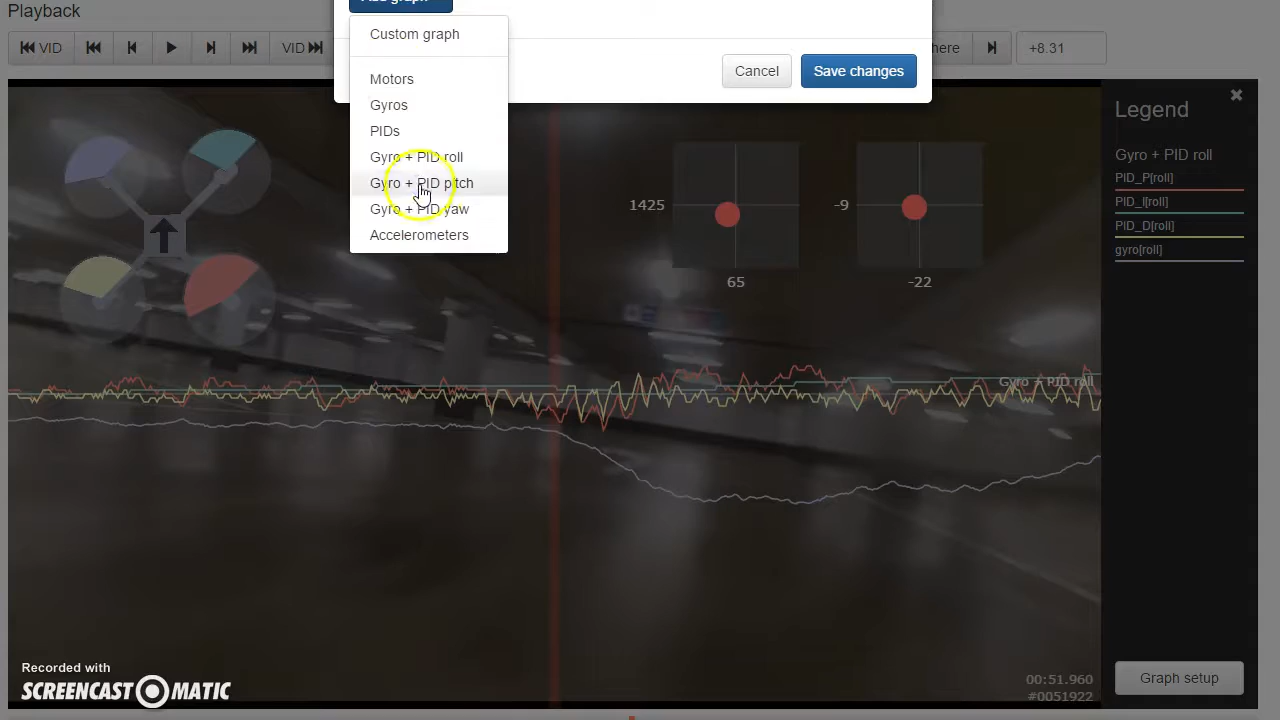 Playback
Add graph
Custom graph
Motors
Gyros
PIDs
Gyro + PID roll
Gyro + PID pitch
Gyro + PID yaw
Accelerometers
Cancel
Save changes
VID
VID
here
+8.31
1425
65
-9
-22
Legend
Gyro + PID roll
PID_P[roll]
PID_I[roll]
PID_D[roll]
gyro[roll]
Gyro + PID roll
00:51.960
#0051922
Graph setup
Recorded with
SCREENCAST MATIC